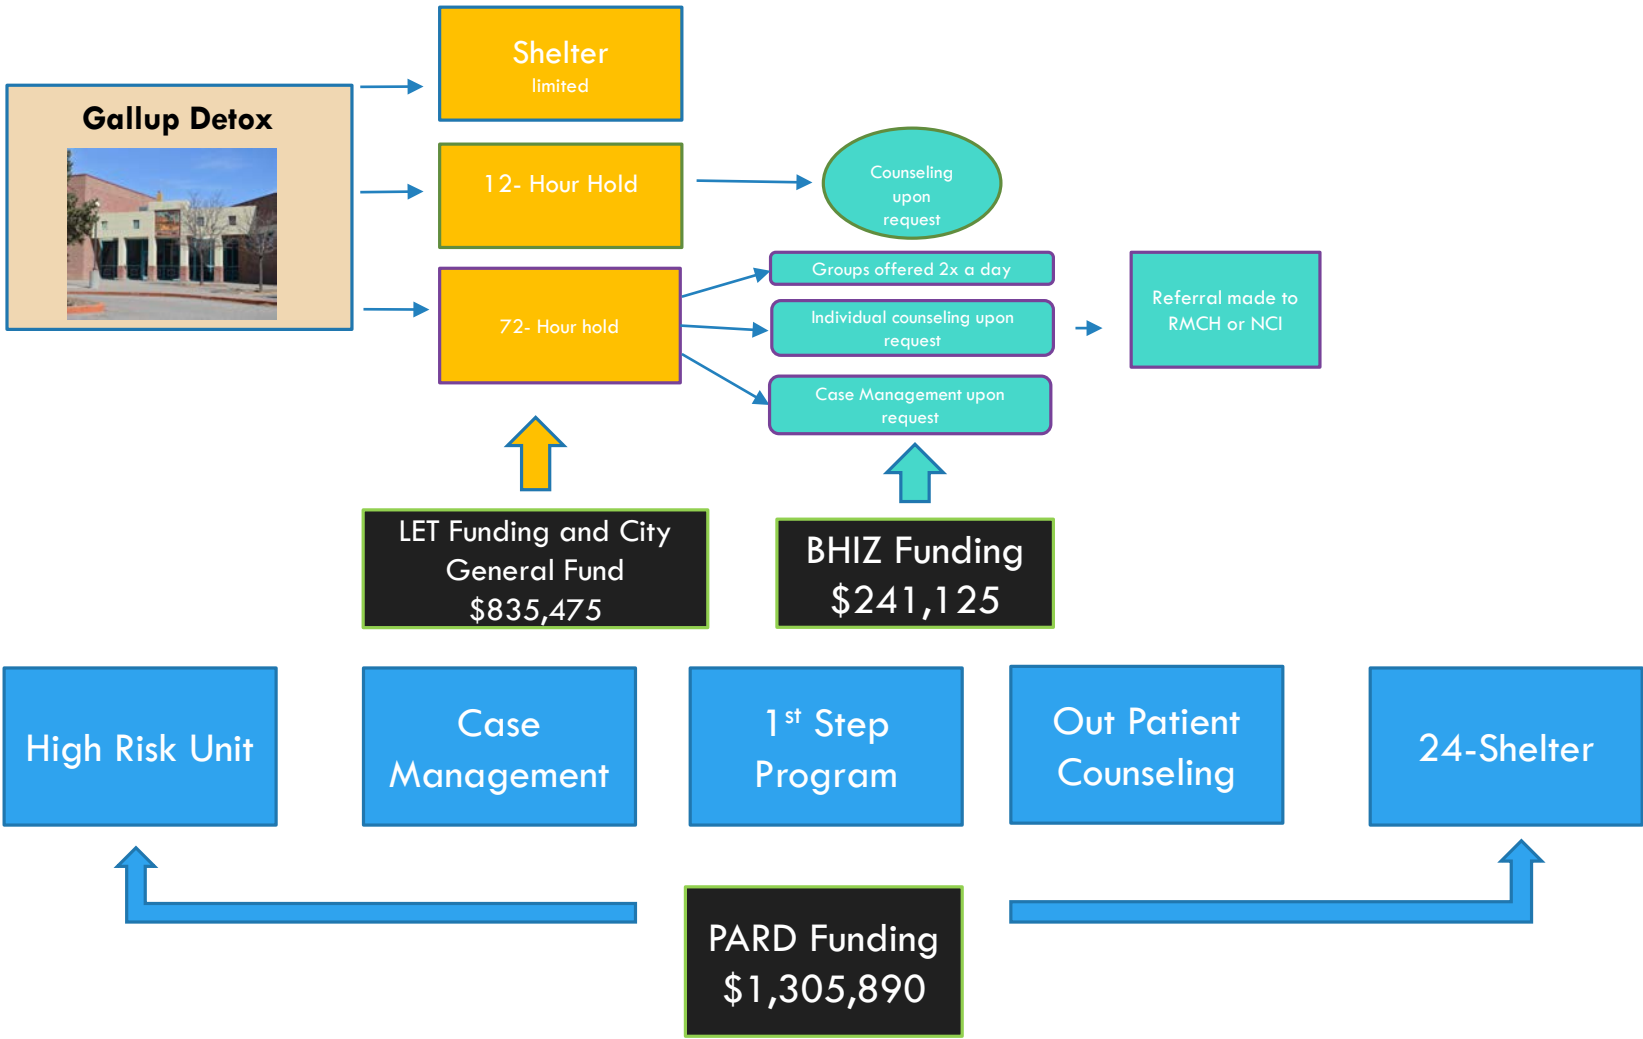 Shelter
limited
Gallup Detox
12- Hour Hold
Counseling
upon
request
72- Hour hold
Groups offered 2x a day
Individual counseling upon
request
Case Management upon
request
Referral made to
RMCH or NCI
LET Funding and City
General Fund
$835,475
BHIZ Funding
$241,125
High Risk Unit
Case
Management
1st Step
Program
Out Patient
Counseling
24-Shelter
PARD Funding
$1,305,890